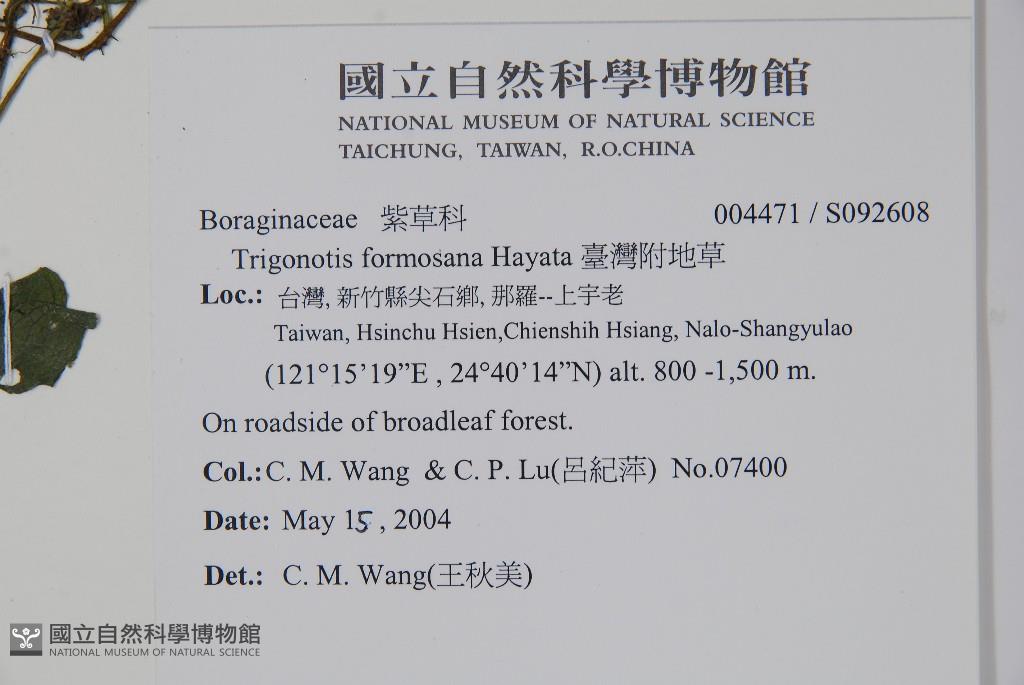 國立自然科學博物館
NATIONAL MUSEUM OF NATURAL SCIENCE
TAICHUNG, TAIWAN, R.O.CHINA
Boraginaceae 紫草科 004471 / S092608
Trigonotis formosana Hayata 臺灣附地草
Loc.: 台灣, 新竹縣尖石鄉, 那羅--上宇老
Taiwan, Hsinchu Hsien,Chienshih Hsiang, Nalo-Shangyulao
(121°15’19”E , 24°40’14”N) alt. 800 -1,500 m.
On roadside of broadleaf forest.
Col.: C. M. Wang & C. P. Lu(呂紀萍) No.07400
Date: May 15 , 2004
Det.: C. M. Wang(王秋美)
國立自然科學博物館
NATIONAL MUSEUM OF NATURAL SCIENCE